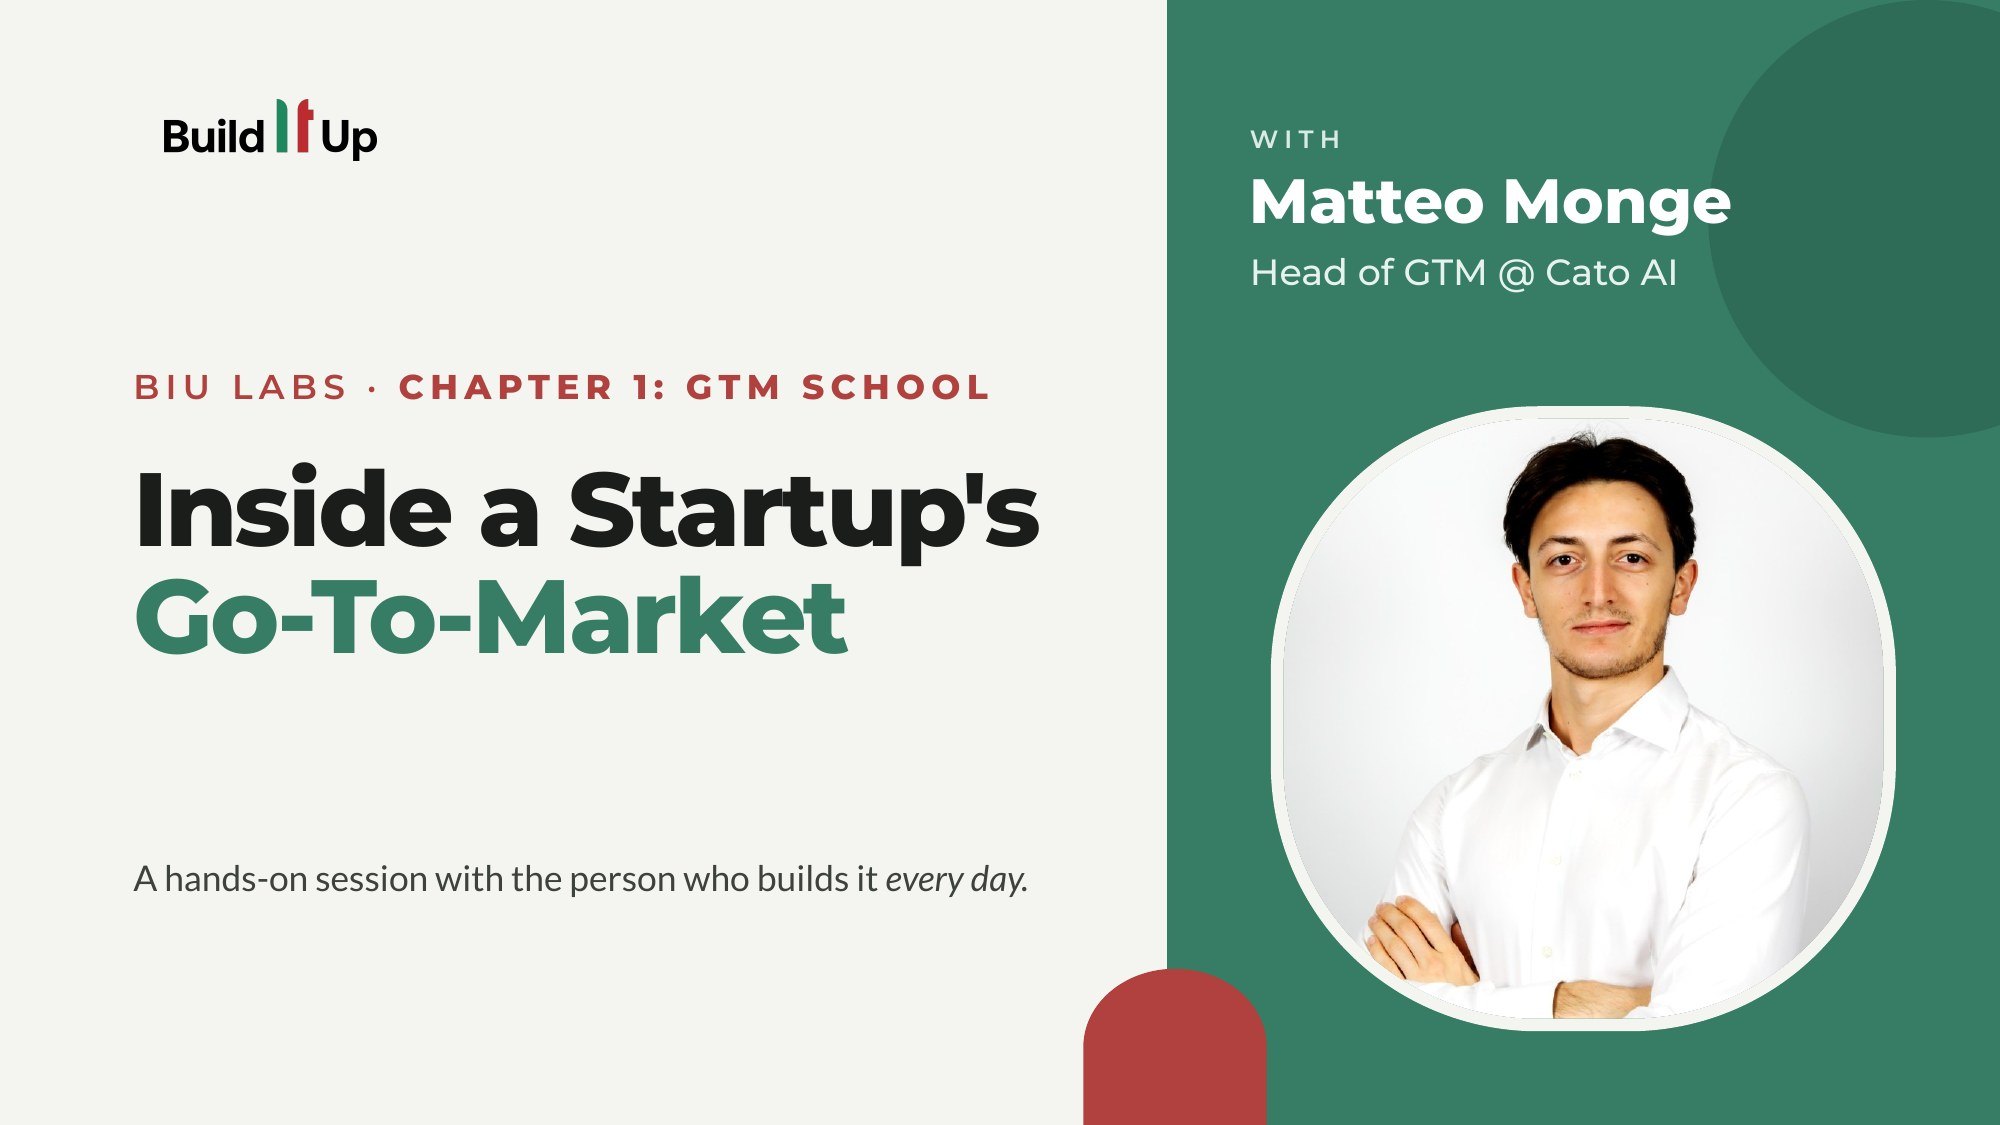 Build It Up
BIU LABS · CHAPTER 1: GTM SCHOOL
Inside a Startup's
Go-To-Market
A hands-on session with the person who builds it every day.
WITH
Matteo Monge
Head of GTM @ Cato AI